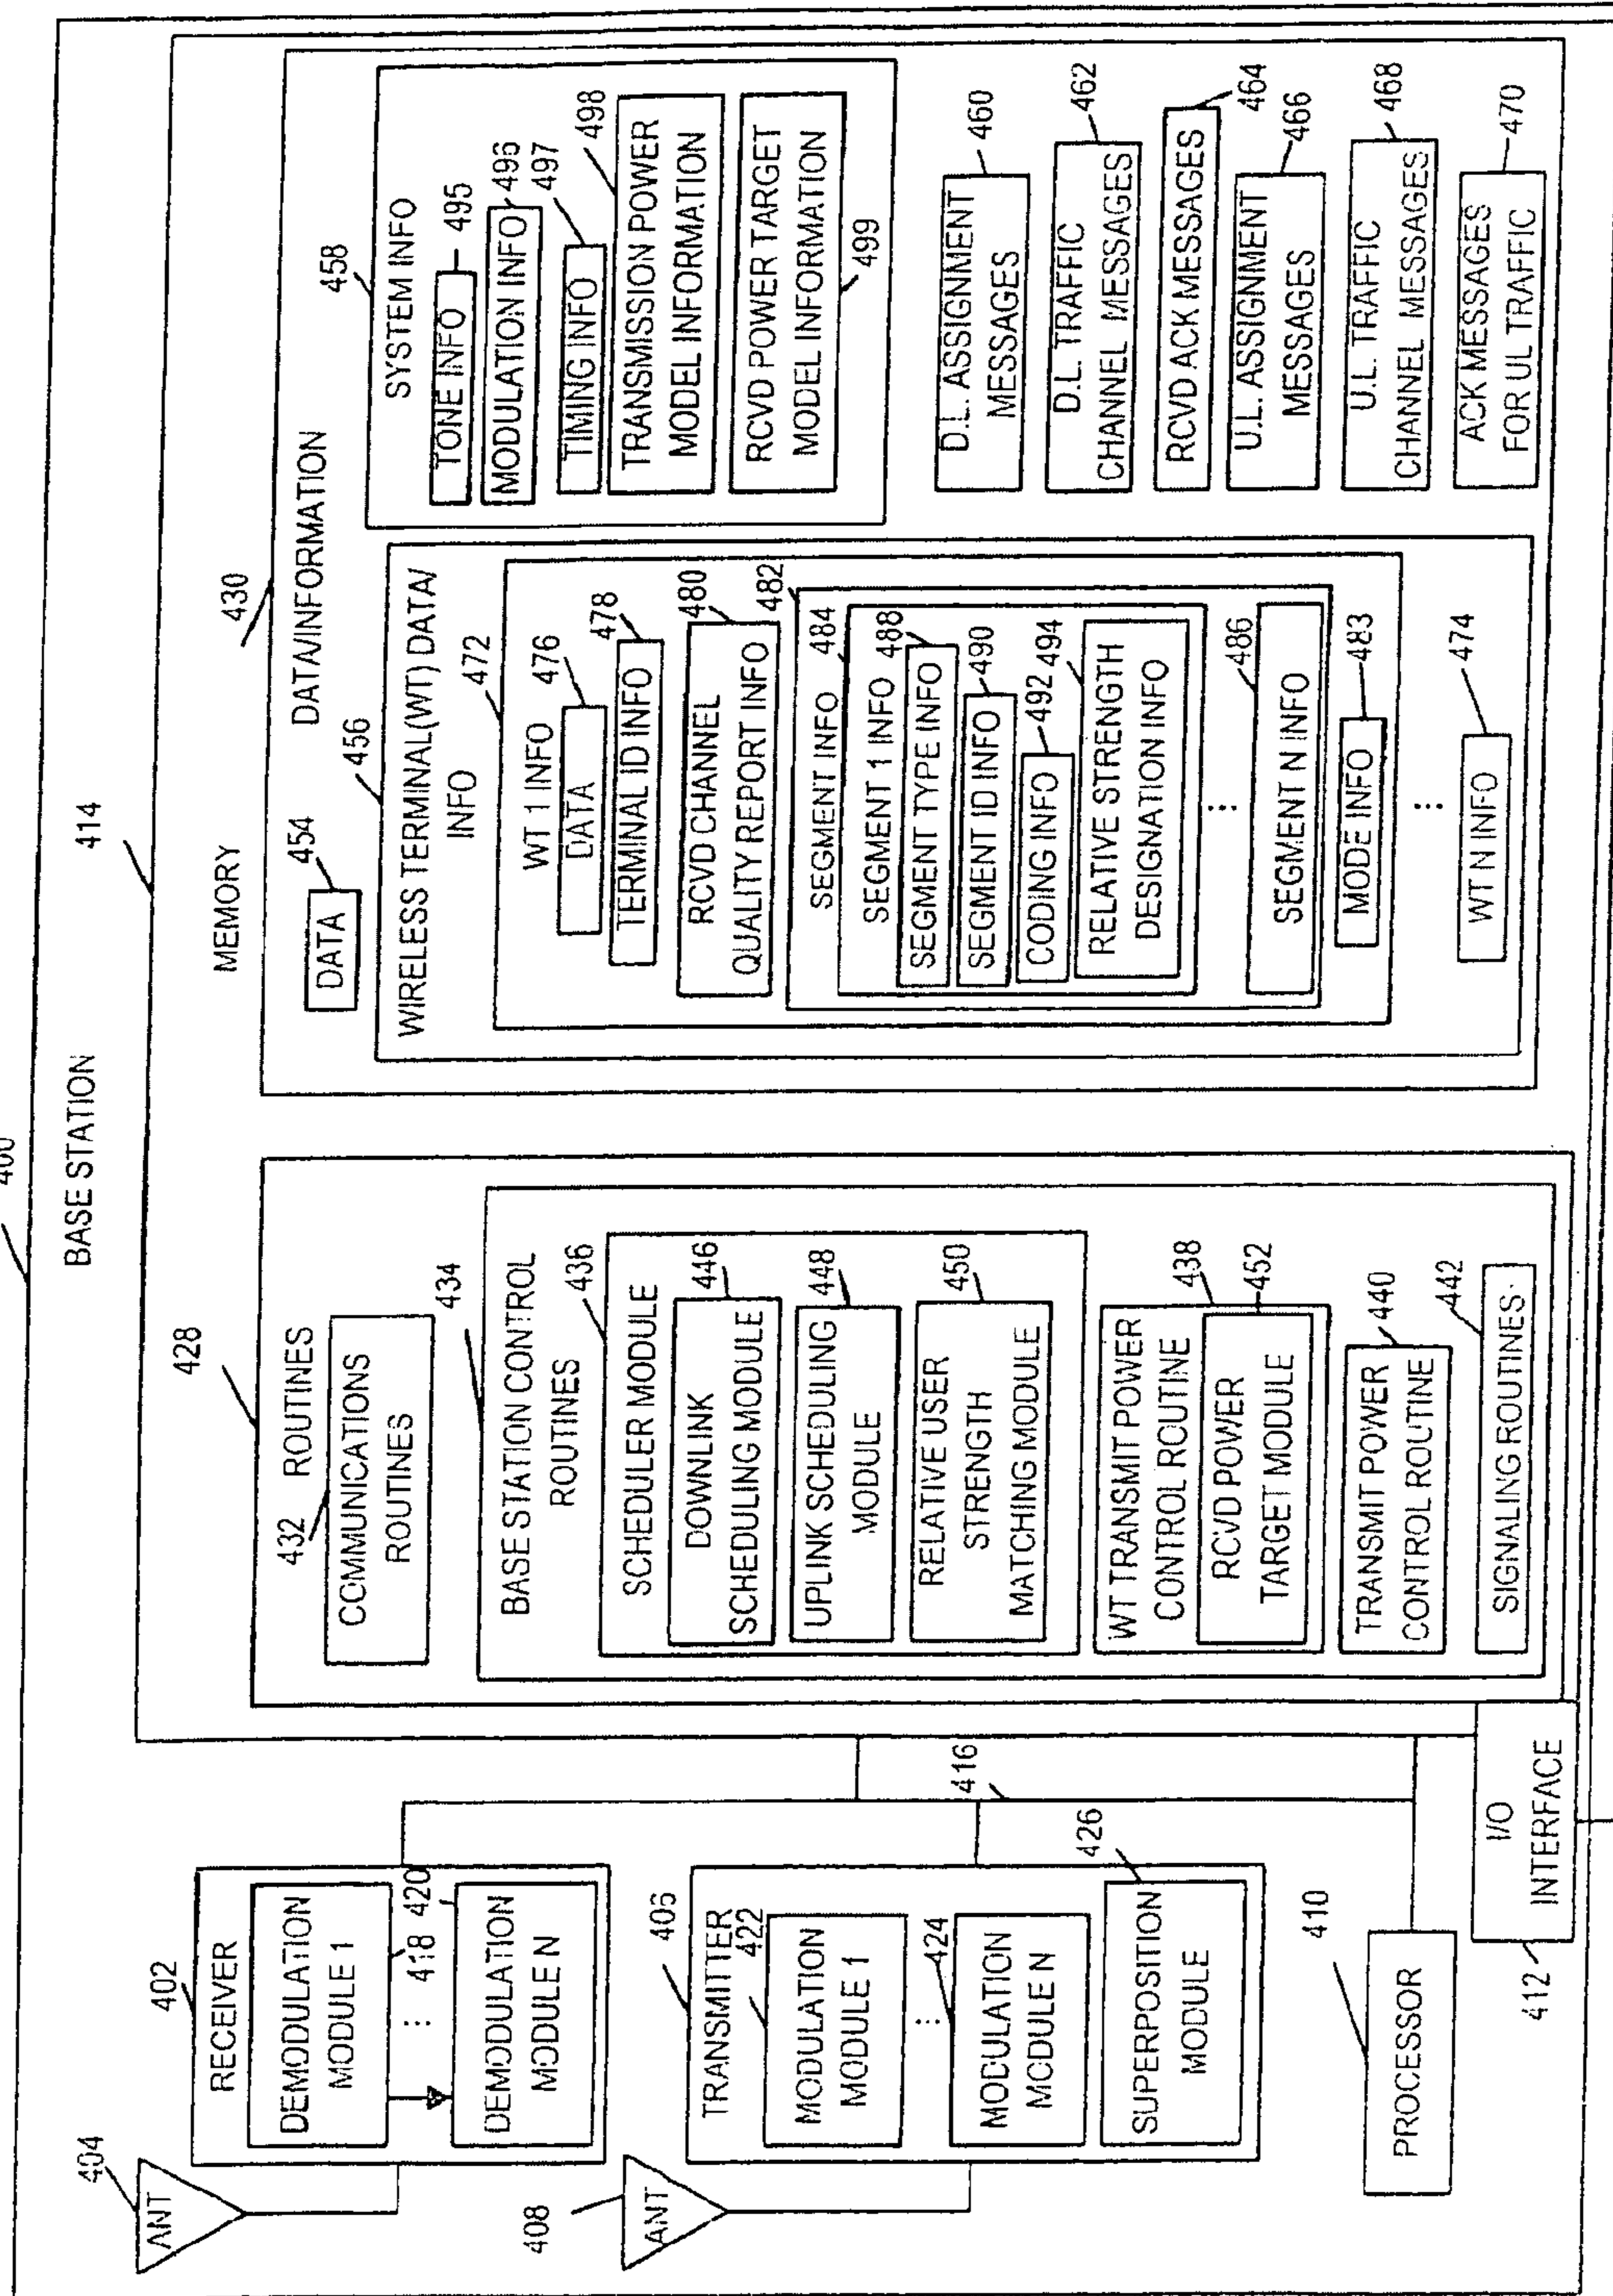 400
BASE STATION
404
ANT
402
RECEIVER
DEMODULATION
MODULE 1
⋮
418
420
DEMODULATION
MODULE N
408
ANT
406
TRANSMITTER
422
MODULATION
MODULE 1
⋮
424
MODULATION
MODULE N
426
SUPERPOSITION
MODULE
416
410
PROCESSOR
I/O
INTERFACE
412
414
MEMORY
428
ROUTINES
432
COMMUNICATIONS
ROUTINES
434
BASE STATION CONTROL
ROUTINES
436
SCHEDULER MODULE
446
DOWNLINK
SCHEDULING MODULE
448
UPLINK SCHEDULING
MODULE
450
RELATIVE USER
STRENGTH
MATCHING MODULE
438
WT TRANSMIT POWER
CONTROL ROUTINE
452
RCVD POWER
TARGET MODULE
440
TRANSMIT POWER
CONTROL ROUTINE
442
SIGNALING ROUTINES
430
DATA/INFORMATION
454
DATA
456
WIRELESS TERMINAL(WT) DATA/
INFO
472
WT 1 INFO
476
DATA
478
TERMINAL ID INFO
480
RCVD CHANNEL
QUALITY REPORT INFO
482
SEGMENT INFO
484
SEGMENT 1 INFO
488
SEGMENT TYPE INFO
490
SEGMENT ID INFO
492
CODING INFO
494
RELATIVE STRENGTH
DESIGNATION INFO
⋮
486
SEGMENT N INFO
483
MODE INFO
⋮
474
WT N INFO
458
SYSTEM INFO
495
TONE INFO
496
MODULATION INFO
497
TIMING INFO
498
TRANSMISSION POWER
MODEL INFORMATION
RCVD POWER TARGET
MODEL INFORMATION
499
460
D.L. ASSIGNMENT
MESSAGES
462
D.L. TRAFFIC
CHANNEL MESSAGES
464
RCVD ACK MESSAGES
466
U.L. ASSIGNMENT
MESSAGES
468
U.L. TRAFFIC
CHANNEL MESSAGES
470
ACK MESSAGES
FOR UL TRAFFIC